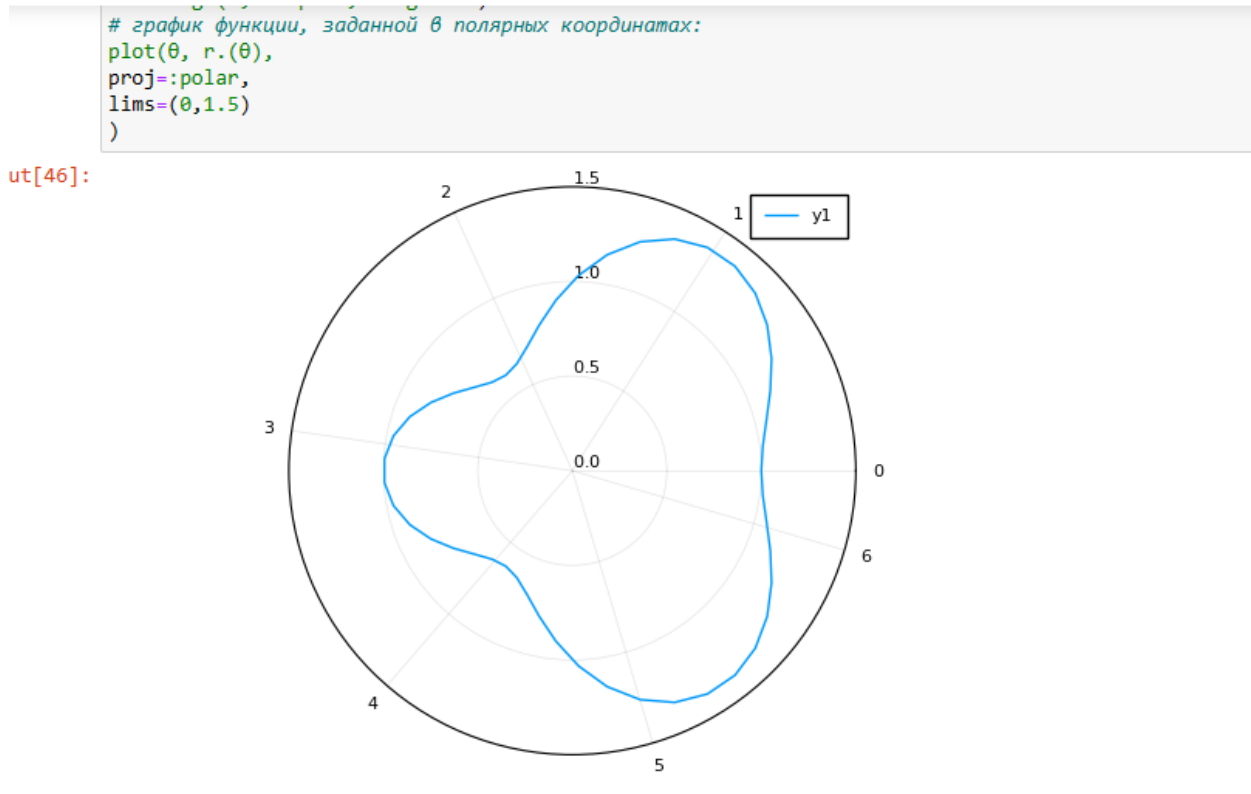 # график функции, заданной в полярных координатах:
plot(θ, r.(θ),
proj=:polar,
lims=(0,1.5)
)
ut[46]:
1.5
2
1
y1
1.0
0.5
3
0.0
0
6
4
5